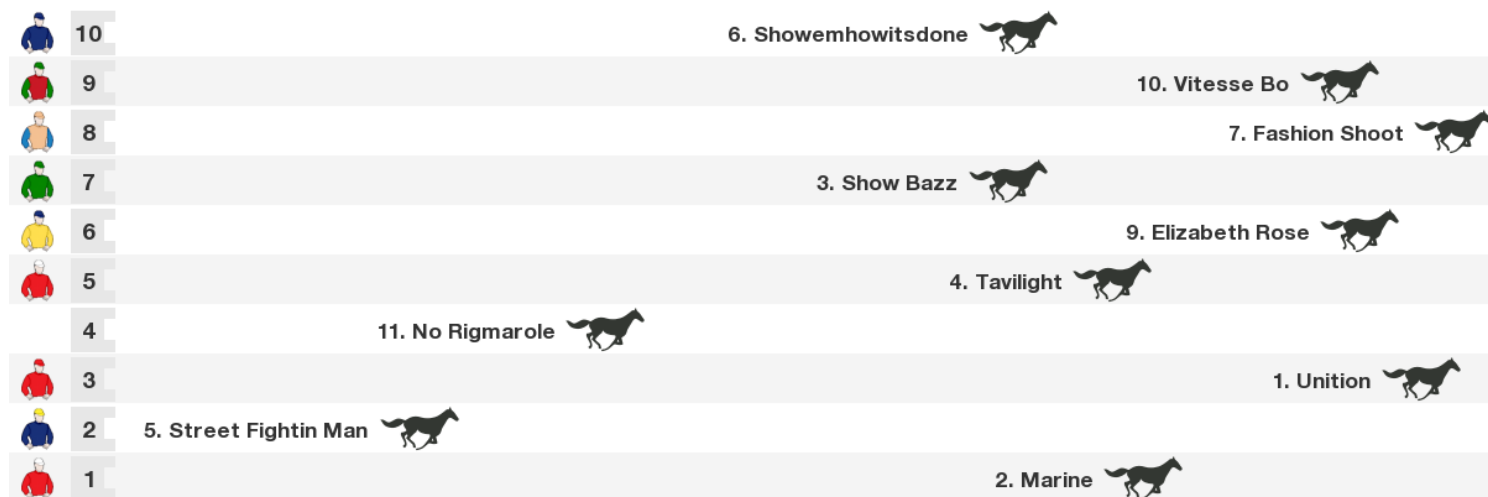 10 6. Showemhowitsdone
9 10. Vitesse Bo
8 7. Fashion Shoot
7 3. Show Bazz
6 9. Elizabeth Rose
5 4. Tavilight
4 11. No Rigmarole
3 1. Unition
2 5. Street Fightin Man
1 2. Marine